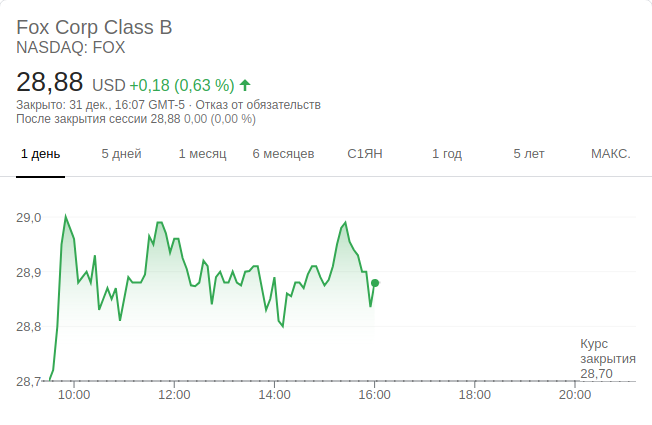 Fox Corp Class B
NASDAQ: FOX
28,88 USD +0,18 (0,63 %)
Закрыто: 31 дек., 16:07 GMT-5 · Отказ от обязательств
После закрытия сессии 28,88 0,00 (0,00 %)
1 день 5 дней 1 месяц 6 месяцев С1ЯН 1 год 5 лет МАКС.
29,0
28,9
28,8
Курс
закрытия
28,70
28,7
10:00 12:00 14:00 16:00 18:00 20:00